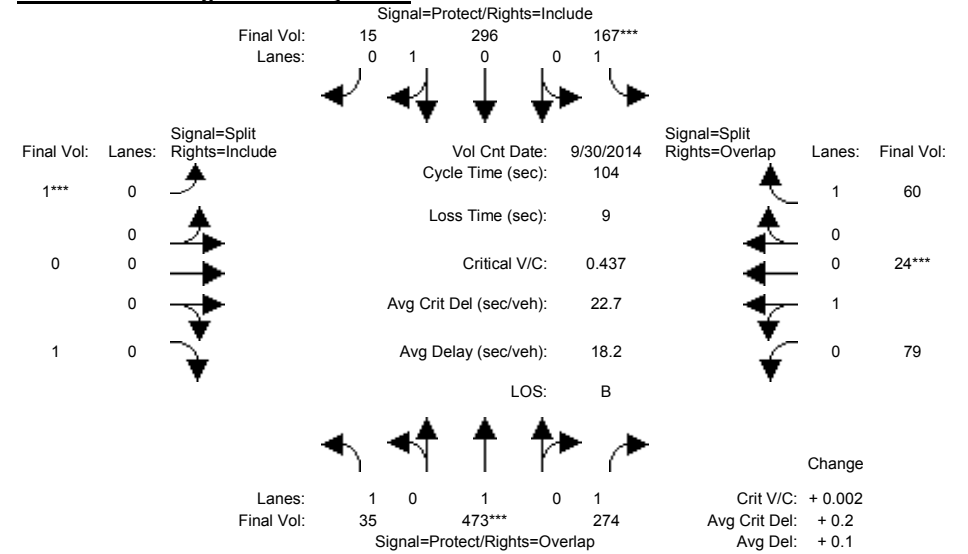 Signal=Protect/Rights=Include
Final Vol: 15 296 167***
Lanes: 0 1 0 0 1
Signal=Split Signal=Split
Final Vol: Lanes: Rights=Include Vol Cnt Date: 9/30/2014 Rights=Overlap Lanes: Final Vol:
Cycle Time (sec): 104
1*** 0 1 60
Loss Time (sec): 9
0 0
0 0 Critical V/C: 0.437 0 24***
0 Avg Crit Del (sec/veh): 22.7 1
1 0 Avg Delay (sec/veh): 18.2 0 79
LOS: B
Change
Lanes: 1 0 1 0 1 Crit V/C: + 0.002
Final Vol: 35 473*** 274 Avg Crit Del: + 0.2
Signal=Protect/Rights=Overlap Avg Del: + 0.1